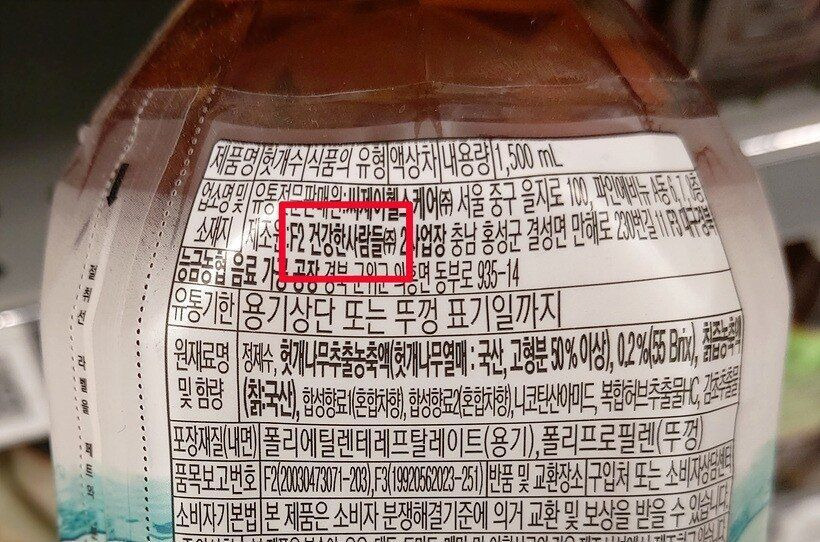 제품명 헛개수 식품의 유형 액상차 내용량 1,500 mL
업소명 및 유통전문판매원:씨제이헬스케어㈜ 서울 중구 을지로 100, 파인에비뉴 A동 6, 7, 층
소재지 제조원:F2 건강한사람들㈜ 2사업장 충남 홍성군 결성면 만해로 230번길 11 F3
농협 음료 가공 공장 경북 군위군 면 동부로 935-14
유통기한 용기상단 또는 뚜껑 표기일까지
원재료명 정제수, 헛개나무추출농축액(헛개나무열매 : 국산, 고형분 50% 이상), 0.2%(55 Brix), 칡즙농축액
및 함량 (칡:국산), 합성향료1(혼합차향), 합성향료2(혼합차향), 니코틴산아미드, 복합허브추출물HC, 감초추출물
포장재질(내면) 폴리에틸렌테레프탈레이트(용기), 폴리프로필렌(뚜껑)
품목보고번호 F2(20030473071-203), F3(19920562023-251) 반품 및 교환장소 구입처 또는 소비자상담센터
소비자기본법 본 제품은 소비자 분쟁해결기준에 의거 교환 및 보상을 받을 수 있습니다.
절취선 라벨을